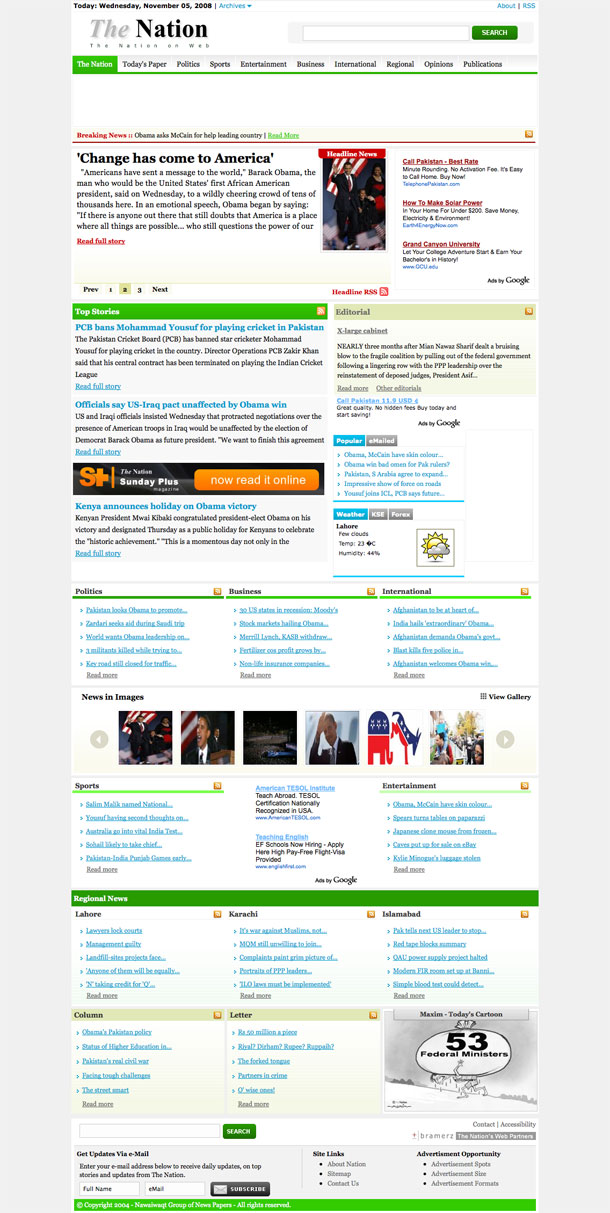 Today: Wednesday, November 05, 2008 | Archives
About | RSS
The Nation
The Nation on Web
SEARCH
The Nation Today's Paper Politics Sports Entertainment Business International Regional Opinions Publications
Breaking News :: Obama asks McCain for help leading country | Read More
'Change has come to America'
"Americans have sent a message to the world," Barack Obama, the
man who would be the United States' first African American
president, said on Wednesday, to a wildly cheering crowd of tens of
thousands here. In an emotional speech, Obama began by saying:
"If there is anyone out there that still doubts that America is a place
where all things are possible... who still questions the power of our
Read full story
Headline News
Prev 1 2 3 Next
Headline RSS
Call Pakistan - Best Rate
Minute Rounding. No Activation Fee. It's Easy
to Call Home. Buy Now!
TelephonePakistan.com
How To Make Solar Power
In Your Home For Under $200. Save Money,
Electricity & Environment!
Earth4EnergyNow.com
Grand Canyon University
Let Your College Adventure Start & Earn Your
Bachelor's in History!
www.GCU.edu
Ads by Google
Top Stories
PCB bans Mohammad Yousuf for playing cricket in Pakistan
The Pakistan Cricket Board (PCB) has banned star cricketer Mohammad
Yousuf for playing cricket in the country. Director Operations PCB Zakir Khan
said that his central contract has been terminated on playing the Indian Cricket
League
Read full story
Officials say US-Iraq pact unaffected by Obama win
US and Iraqi officials insisted Wednesday that protracted negotiations over the
presence of American troops in Iraq would be unaffected by the election of
Democrat Barack Obama as future president. "We want to finish this agreement
Read full story
The Nation
Sunday Plus
magazine
now read it online
Kenya announces holiday on Obama victory
Kenyan President Mwai Kibaki congratulated president-elect Obama on his
victory and designated Thursday as a public holiday for Kenyans to celebrate
the "historic achievement." "This is a momentous day not only in the
Read full story
Editorial
X-large cabinet
NEARLY three months after Mian Nawaz Sharif dealt a bruising
blow to the fragile coalition by pulling out of the federal government
following a lingering row with the PPP leadership over the
reinstatement of deposed judges, President Asif...
Read more Other editorials
Call Pakistan 11.9 USD ¢
Great quality, No hidden fees Buy today and
start saving!
Ads by Google
Popular eMailed
Obama, McCain have skin colour...
Obama win bad omen for Pak rulers?
Pakistan, S Arabia agree to expand...
Impressive show of force on roads
Yousuf joins ICL, PCB says future...
Weather KSE Forex
Lahore
Few clouds
Temp: 23 �C
Humidity: 44%
Politics
Pakistan looks Obama to promote...
Zardari seeks aid during Saudi trip
World wants Obama leadership on...
3 militants killed while trying to...
Key road still closed for traffic...
Read more
Business
30 US states in recession: Moody's
Stock markets hailing Obama...
Merrill Lynch, KASB withdraw...
Fertilizer cos profit grows by...
Non-life insurance companies...
Read more
International
Afghanistan to be at heart of...
India hails 'extraordinary' Obama...
Afghanistan demands Obama's govt...
Blast kills five police in...
Afghanistan welcomes Obama win,...
Read more
News in Images
View Gallery
Sports
Salim Malik named National...
Yousuf having second thoughts on...
Australia go into vital India Test...
Sohail likely to take chief...
Pakistan-India Punjab Games early...
Read more
American TESOL Institute
Teach Abroad. TESOL
Certification Nationally
Recognized in USA.
www.AmericanTESOL.com
Teaching English
EF Schools Now Hiring - Apply
Here High Pay-Free Flight-Visa
Provided
www.englishfirst.com
Ads by Google
Entertainment
Obama, McCain have skin colour...
Spears turns tables on paparazzi
Japanese clone mouse from frozen...
Caves put up for sale on eBay
Kylie Minogue's luggage stolen
Read more
Regional News
Lahore
Lawyers lock courts
Management guilty
Landfill-sites projects face...
'Anyone of them will be equally...
'N' taking credit for 'Q'...
Read more
Karachi
It's war against Muslims, not...
MQM still unwilling to join...
Complaints paint grim picture of...
Portraits of PPP leaders...
'ILO laws must be implemented'
Read more
Islamabad
Pak tells next US leader to stop...
Red tape blocks summary
QAU power supply project halted
Modern FIR room set up at Banni...
Simple blood test could detect...
Read more
Column
Obama's Pakistan policy
Status of Higher Education in...
Pakistan's real civil war
Facing tough challenges
The street smart
Read more
Letter
Rs 50 million a piece
Riyal? Dirham? Rupee? Ruppaih?
The forked tongue
Partners in crime
O' wise ones!
Read more
Maxim - Today's Cartoon
53
Federal Ministers
SEARCH
Contact | Accessibility
bramerz The Nation's Web Partners
Get Updates Via e-Mail
Enter your e-mail address below to receive daily updates, on top
stories and updates from The Nation.
Full Name eMail SUBSCRIBE
Site Links
About Nation
Sitemap
Contact Us
Advertisement Opportunity
Advertisement Spots
Advertisement Size
Advertisement Formats
© Copyright 2004 - Nawaiwaqt Group of News Papers - All rights reserved.